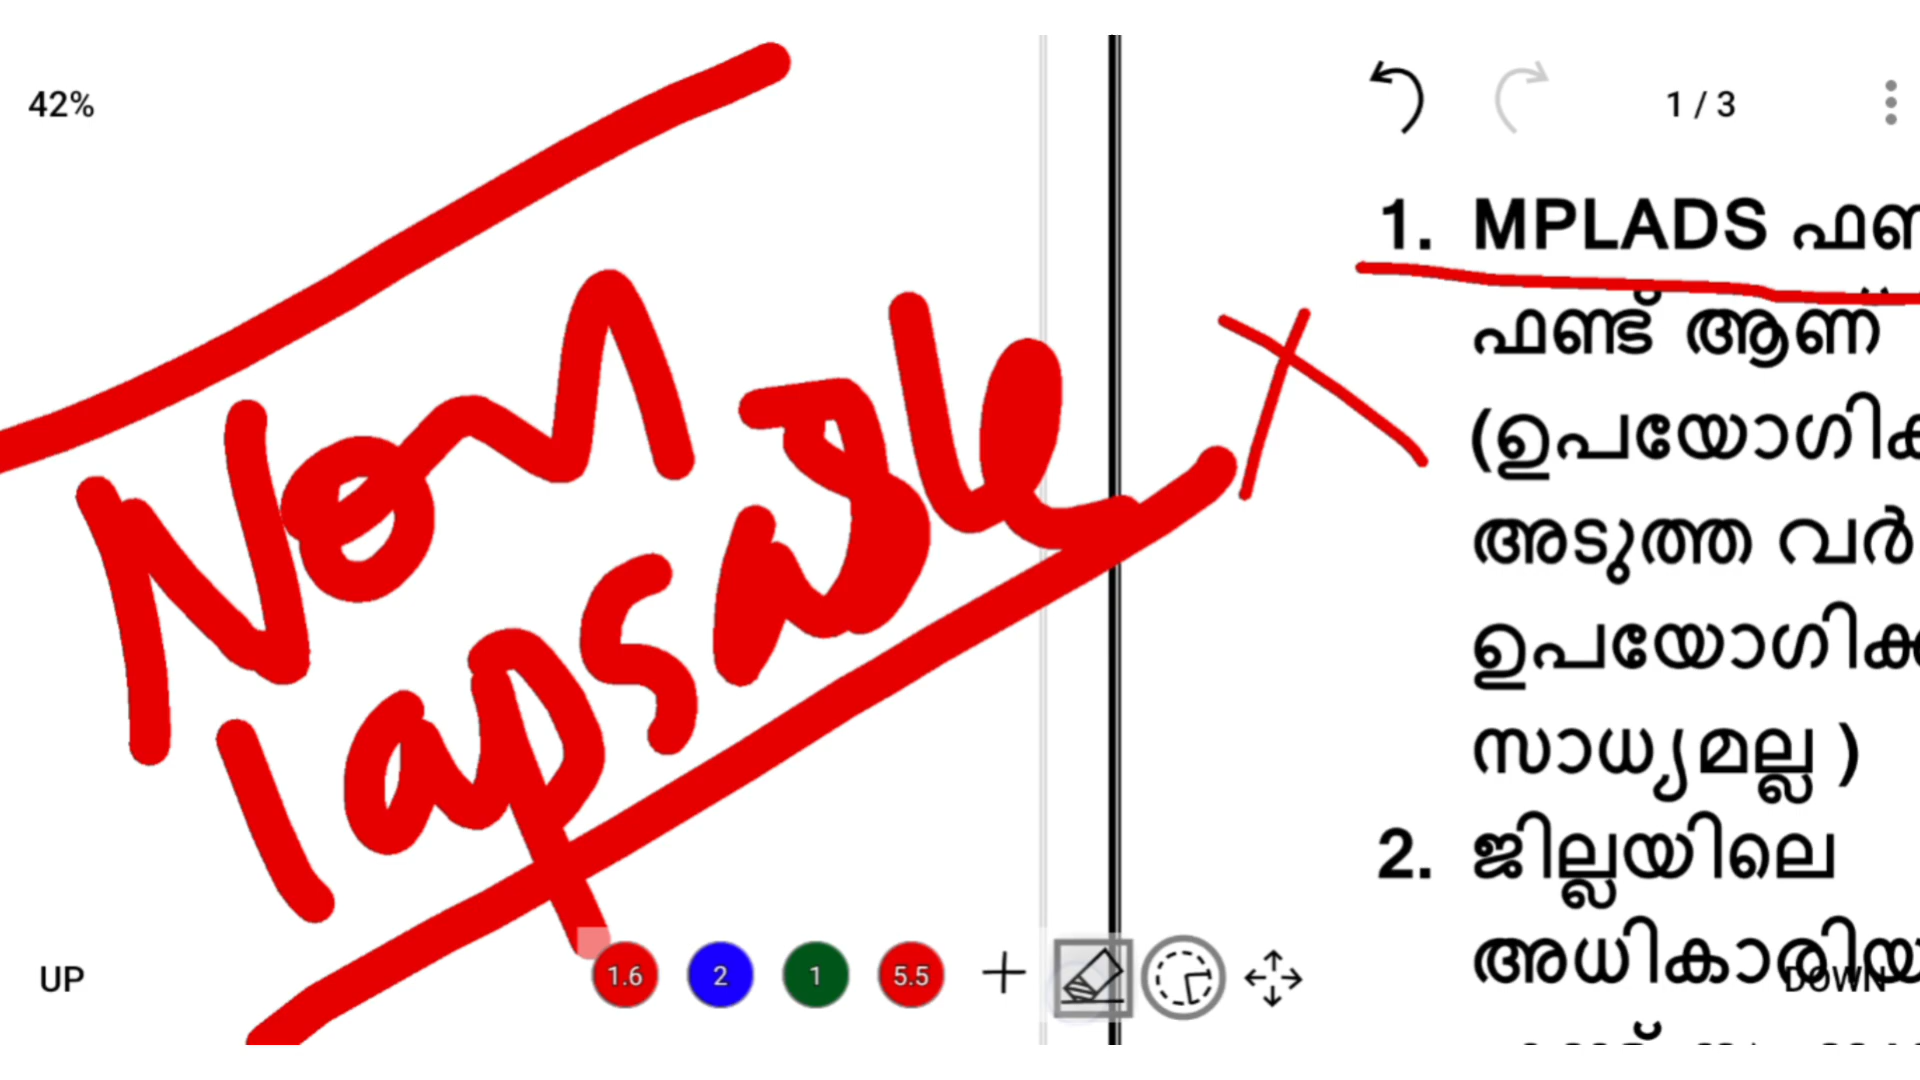 42%
1 / 3
Non
lapsable
1. MPLADS ഫണ
ഫണ്ട് ആണ്
(ഉപയോഗിക
അടുത്ത വർ
ഉപയോഗിക്ക
സാധ്യമല്ല )
2. ജില്ലയിലെ
അധികാരിയ
UP
1.6 2 1 5.5
DOWN